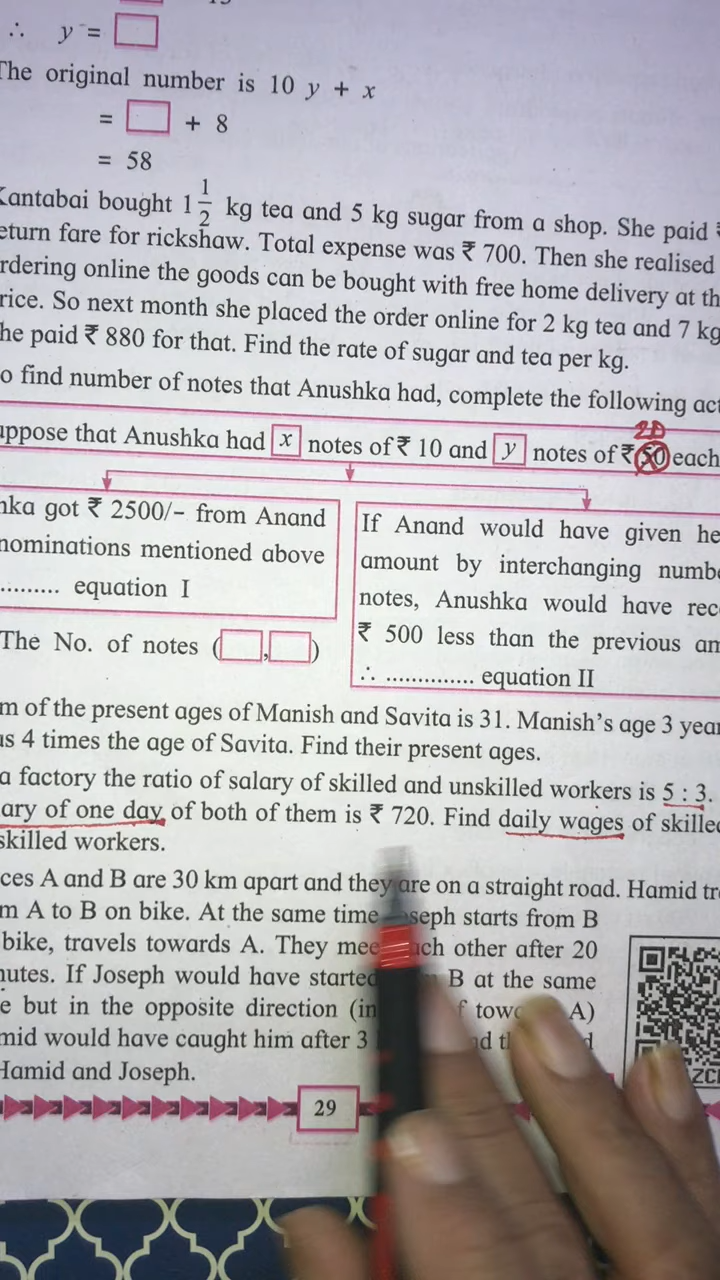 ∴ y = □
The original number is 10 y + x
= □ + 8
= 58
Kantabai bought 1 1/2 kg tea and 5 kg sugar from a shop. She paid ₹
eturn fare for rickshaw. Total expense was ₹ 700. Then she realised
rdering online the goods can be bought with free home delivery at th
rice. So next month she placed the order online for 2 kg tea and 7 kg
he paid ₹ 880 for that. Find the rate of sugar and tea per kg.
o find number of notes that Anushka had, complete the following act
20
uppose that Anushka had x notes of ₹ 10 and y notes of ₹ 50 each
nka got ₹ 2500/- from Anand
nominations mentioned above
......... equation I
The No. of notes (□,□)
If Anand would have given he
amount by interchanging numbe
notes, Anushka would have rec
₹ 500 less than the previous am
∴ .............. equation II
m of the present ages of Manish and Savita is 31. Manish's age 3 year
as 4 times the age of Savita. Find their present ages.
a factory the ratio of salary of skilled and unskilled workers is 5 : 3.
ary of one day of both of them is ₹ 720. Find daily wages of skilled
skilled workers.
ces A and B are 30 km apart and they are on a straight road. Hamid tr
m A to B on bike. At the same time seph starts from B
bike, travels towards A. They mee ach other after 20
nutes. If Joseph would have started B at the same
e but in the opposite direction (in f tow A)
mid would have caught him after 3
Hamid and Joseph.
29